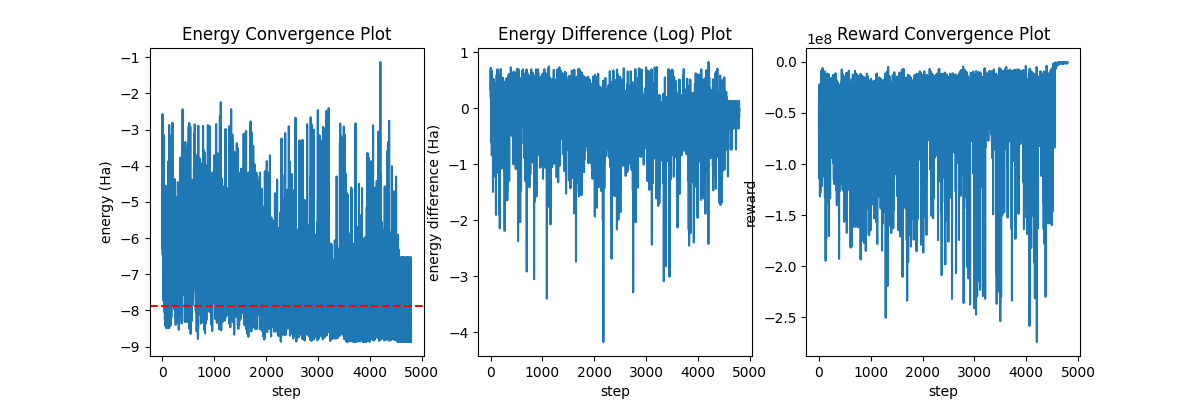 Energy Convergence Plot
energy (Ha)
−1
−2
−3
−4
−5
−6
−7
−8
−9
0 1000 2000 3000 4000 5000
step
Energy Difference (Log) Plot
energy difference (Ha)
1
0
−1
−2
−3
−4
0 1000 2000 3000 4000 5000
step
1e8 Reward Convergence Plot
reward
0.0
−0.5
−1.0
−1.5
−2.0
−2.5
0 1000 2000 3000 4000 5000
step